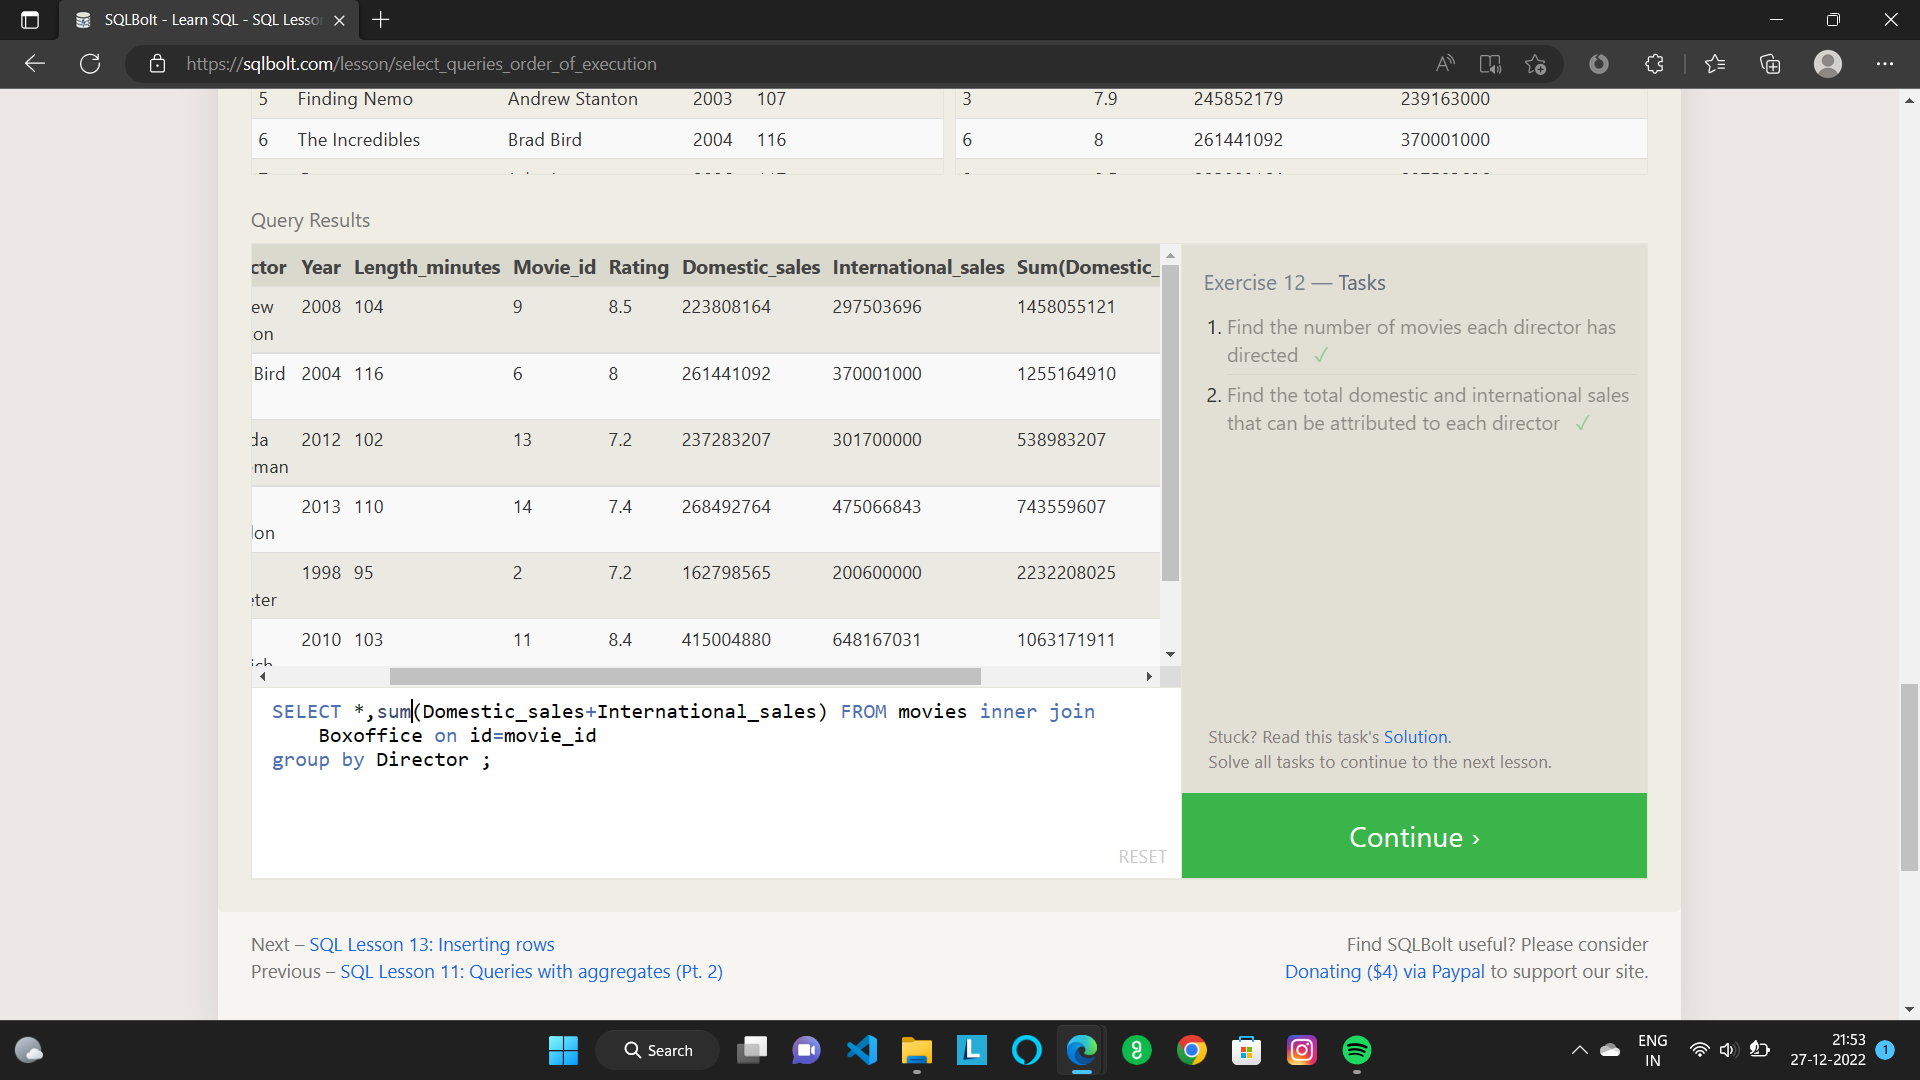 SQLBolt - Learn SQL - SQL Lesso
https://sqlbolt.com/lesson/select_queries_order_of_execution
5 Finding Nemo Andrew Stanton 2003 107 3 7.9 245852179 239163000
6 The Incredibles Brad Bird 2004 116 6 8 261441092 370001000
Query Results
ctor Year Length_minutes Movie_id Rating Domestic_sales International_sales Sum(Domestic_
ew 2008 104 9 8.5 223808164 297503696 1458055121
on
Bird 2004 116 6 8 261441092 370001000 1255164910
da 2012 102 13 7.2 237283207 301700000 538983207
man
2013 110 14 7.4 268492764 475066843 743559607
lon
1998 95 2 7.2 162798565 200600000 2232208025
eter
2010 103 11 8.4 415004880 648167031 1063171911
ich
SELECT *,sum(Domestic_sales+International_sales) FROM movies inner join
Boxoffice on id=movie_id
group by Director ;
RESET
Exercise 12 — Tasks
1. Find the number of movies each director has
directed ✓
2. Find the total domestic and international sales
that can be attributed to each director ✓
Stuck? Read this task's Solution.
Solve all tasks to continue to the next lesson.
Continue ›
Next – SQL Lesson 13: Inserting rows
Previous – SQL Lesson 11: Queries with aggregates (Pt. 2)
Find SQLBolt useful? Please consider
Donating ($4) via Paypal to support our site.
Search
ENG
IN
21:53
27-12-2022
1